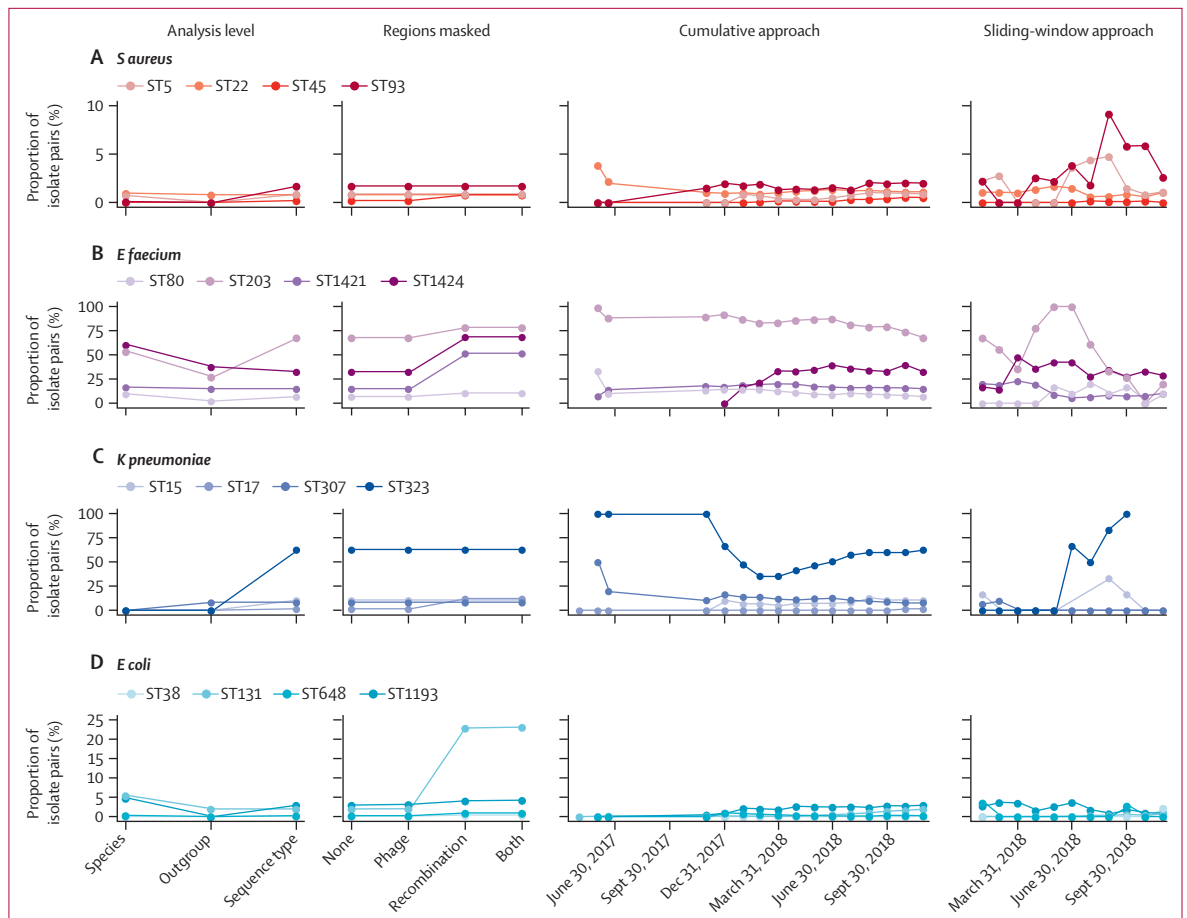 Analysis level
Regions masked
Cumulative approach
Sliding-window approach
A S aureus
ST5 ST22 ST45 ST93
Proportion of
isolate pairs (%)
10
5
0
B E faecium
ST80 ST203 ST1421 ST1424
Proportion of
isolate pairs (%)
100
75
50
25
0
C K pneumoniae
ST15 ST17 ST307 ST323
Proportion of
isolate pairs (%)
100
75
50
25
0
D E coli
ST38 ST131 ST648 ST1193
Proportion of
isolate pairs (%)
25
20
15
10
5
0
Species
Outgroup
Sequence type
None
Phage
Recombination
Both
June 30, 2017
Sept 30, 2017
Dec 31, 2017
March 31, 2018
June 30, 2018
Sept 30, 2018
March 31, 2018
June 30, 2018
Sept 30, 2018